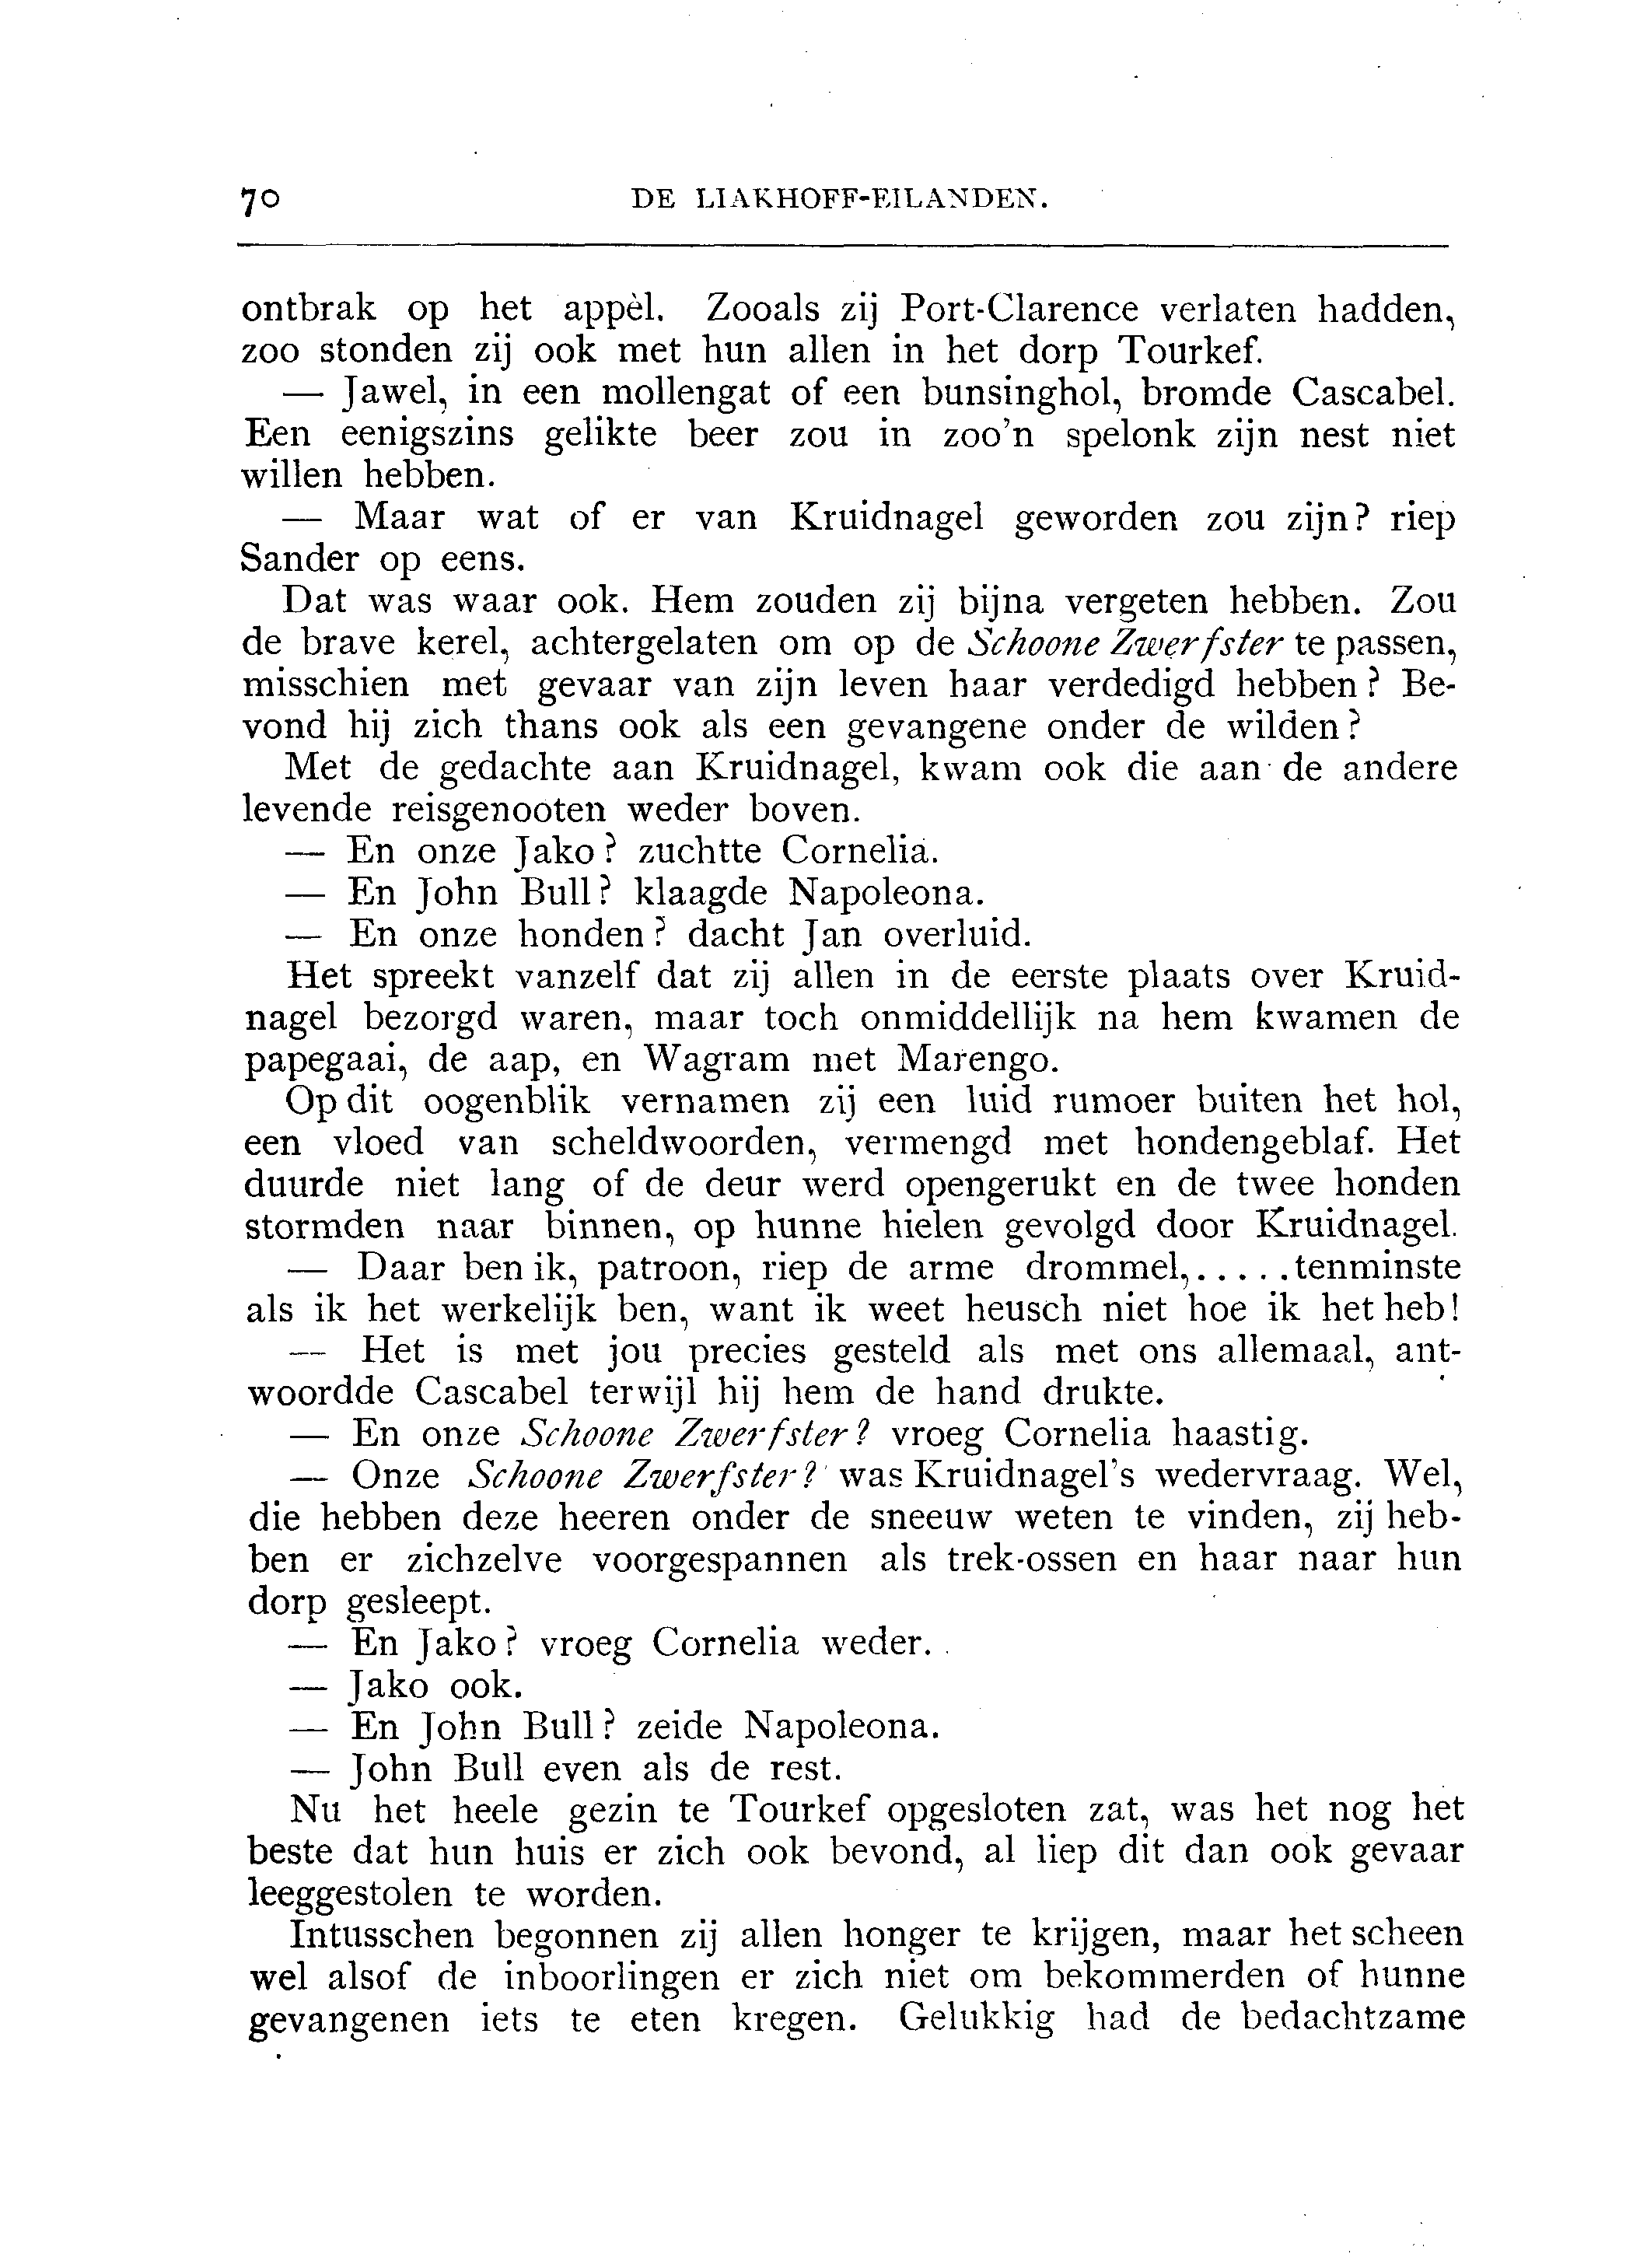 70 DE LIAKHOFF-EILANDEN.
ontbrak op het appèl. Zooals zij Port-Clarence verlaten hadden,
zoo stonden zij ook met hun allen in het dorp Tourkef.
— Jawel, in een mollengat of een bunsinghol, bromde Cascabel.
Een eenigszins gelikte beer zou in zoo'n spelonk zijn nest niet
willen hebben.
— Maar wat of er van Kruidnagel geworden zou zijn? riep
Sander op eens.
Dat was waar ook. Hem zouden zij bijna vergeten hebben. Zou
de brave kerel, achtergelaten om op de Schoone Zwerfster te passen,
misschien met gevaar van zijn leven haar verdedigd hebben? Be-
vond hij zich thans ook als een gevangene onder de wilden?
Met de gedachte aan Kruidnagel, kwam ook die aan de andere
levende reisgenooten weder boven.
— En onze Jako? zuchtte Cornelia.
— En John Bull? klaagde Napoleona.
— En onze honden? dacht Jan overluid.
Het spreekt vanzelf dat zij allen in de eerste plaats over Kruid-
nagel bezorgd waren, maar toch onmiddellijk na hem kwamen de
papegaai, de aap, en Wagram met Marengo.
Op dit oogenblik vernamen zij een luid rumoer buiten het hol,
een vloed van scheldwoorden, vermengd met hondengeblaf. Het
duurde niet lang of de deur werd opengerukt en de twee honden
stormden naar binnen, op hunne hielen gevolgd door Kruidnagel.
— Daar ben ik, patroon, riep de arme drommel,..... tenminste
als ik het werkelijk ben, want ik weet heusch niet hoe ik het heb!
— Het is met jou precies gesteld als met ons allemaal, ant-
woordde Cascabel terwijl hij hem de hand drukte.
— En onze Schoone Zwerfster? vroeg Cornelia haastig.
— Onze Schoone Zwerfster? was Kruidnagel's wedervraag. Wel,
die hebben deze heeren onder de sneeuw weten te vinden, zij heb-
ben er zichzelve voorgespannen als trek-ossen en haar naar hun
dorp gesleept.
— En Jako? vroeg Cornelia weder.
— Jako ook.
— En John Bull? zeide Napoleona.
— John Bull even als de rest.
Nu het heele gezin te Tourkef opgesloten zat, was het nog het
beste dat hun huis er zich ook bevond, al liep dit dan ook gevaar
leeggestolen te worden.
Intusschen begonnen zij allen honger te krijgen, maar het scheen
wel alsof de inboorlingen er zich niet om bekommerden of hunne
gevangenen iets te eten kregen. Gelukkig had de bedachtzame